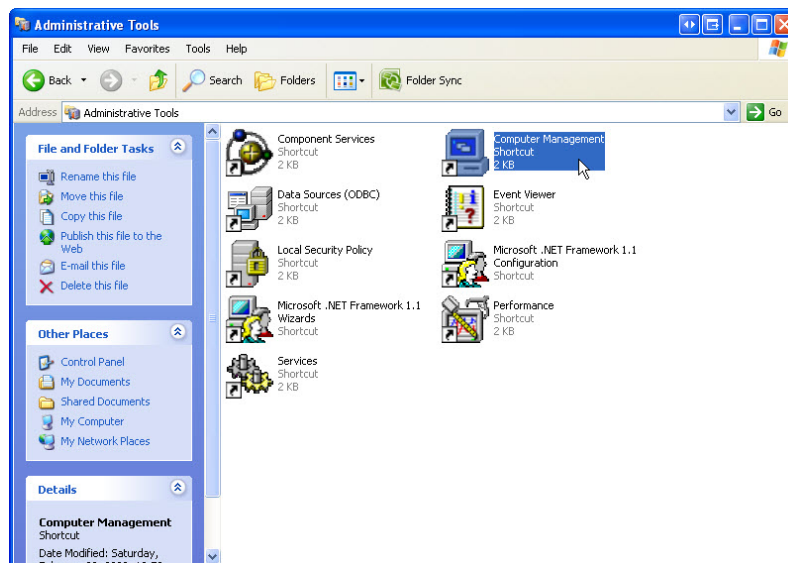 Administrative Tools
File Edit View Favorites Tools Help
Back Search Folders Folder Sync
Address Administrative Tools Go
File and Folder Tasks
Rename this file
Move this file
Copy this file
Publish this file to the
Web
E-mail this file
Delete this file
Other Places
Control Panel
My Documents
Shared Documents
My Computer
My Network Places
Details
Computer Management
Shortcut
Date Modified: Saturday,
Component Services
Shortcut
2 KB
Computer Management
Shortcut
2 KB
Data Sources (ODBC)
Shortcut
2 KB
Event Viewer
Shortcut
2 KB
Local Security Policy
Shortcut
2 KB
Microsoft .NET Framework 1.1
Configuration
Shortcut
Microsoft .NET Framework 1.1
Wizards
Shortcut
Performance
Shortcut
2 KB
Services
Shortcut
2 KB